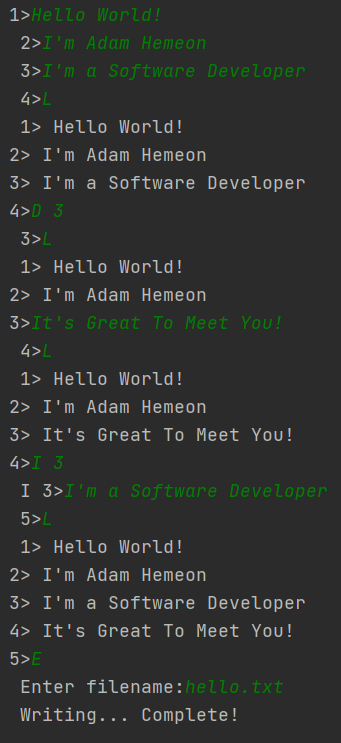 1>Hello World!
2>I'm Adam Hemeon
3>I'm a Software Developer
4>L
1> Hello World!
2> I'm Adam Hemeon
3> I'm a Software Developer
4>D 3
3>L
1> Hello World!
2> I'm Adam Hemeon
3>It's Great To Meet You!
4>L
1> Hello World!
2> I'm Adam Hemeon
3> It's Great To Meet You!
4>I 3
I 3>I'm a Software Developer
5>L
1> Hello World!
2> I'm Adam Hemeon
3> I'm a Software Developer
4> It's Great To Meet You!
5>E
Enter filename:hello.txt
Writing... Complete!